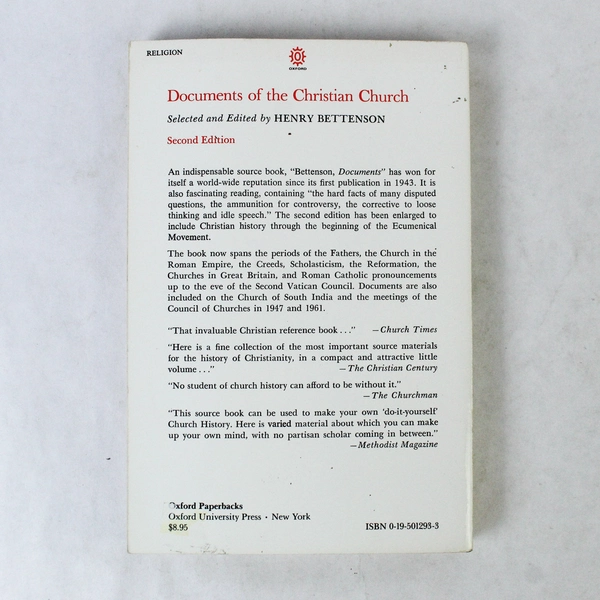 RELIGION
OXFORD
Documents of the Christian Church
Selected and Edited by HENRY BETTENSON
Second Edition
An indispensable source book, "Bettenson, Documents" has won for
itself a world-wide reputation since its first publication in 1943. It is
also fascinating reading, containing "the hard facts of many disputed
questions, the ammunition for controversy, the corrective to loose
thinking and idle speech." The second edition has been enlarged to
include Christian history through the beginning of the Ecumenical
Movement.
The book now spans the periods of the Fathers, the Church in the
Roman Empire, the Creeds, Scholasticism, the Reformation, the
Churches in Great Britain, and Roman Catholic pronouncements
up to the eve of the Second Vatican Council. Documents are also
included on the Church of South India and the meetings of the
Council of Churches in 1947 and 1961.
"That invaluable Christian reference book . . ." —Church Times
"Here is a fine collection of the most important source materials
for the history of Christianity, in a compact and attractive little
volume . . ." —The Christian Century
"No student of church history can afford to be without it."
—The Churchman
"This source book can be used to make your own 'do-it-yourself'
Church History. Here is varied material about which you can make
up your own mind, with no partisan scholar coming in between."
—Methodist Magazine
Oxford Paperbacks
Oxford University Press · New York
$8.95 ISBN 0-19-501293-3